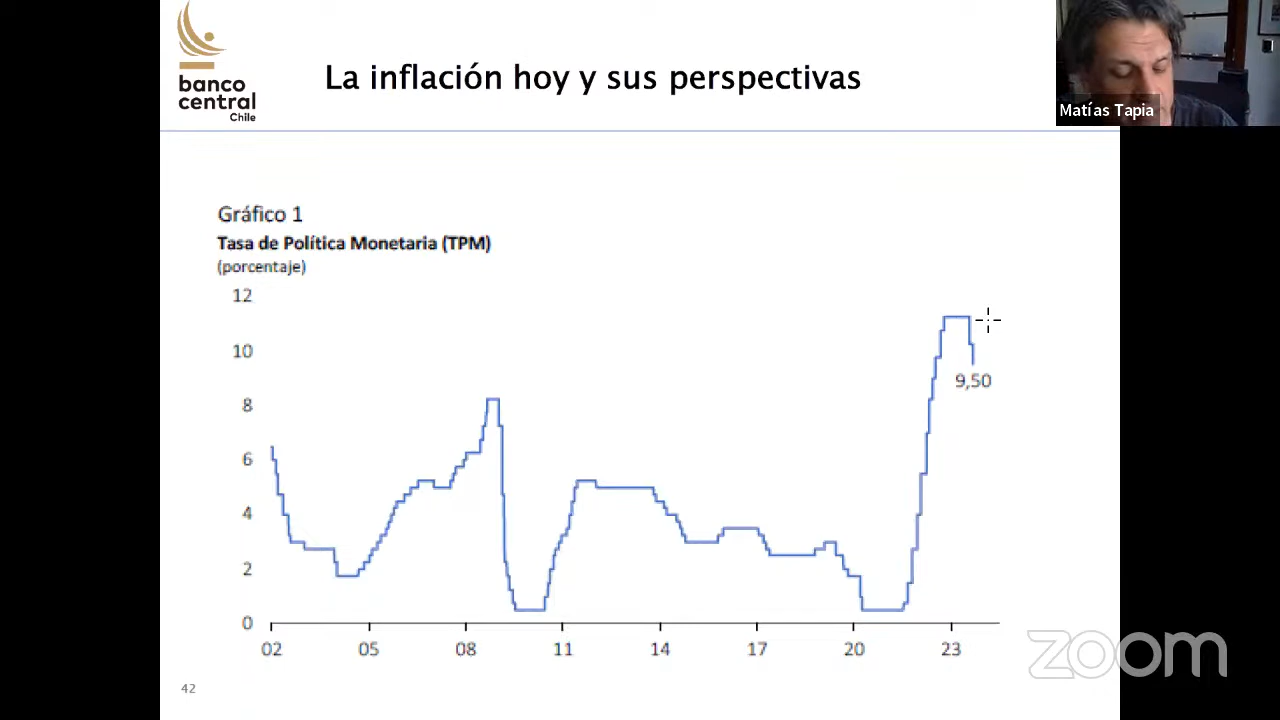 banco
central
Chile
La inflación hoy y sus perspectivas
Matías Tapia
Gráfico 1
Tasa de Política Monetaria (TPM)
(porcentaje)
12
10
8
6
4
2
0
9,50
02 05 08 11 14 17 20 23
42
zoom